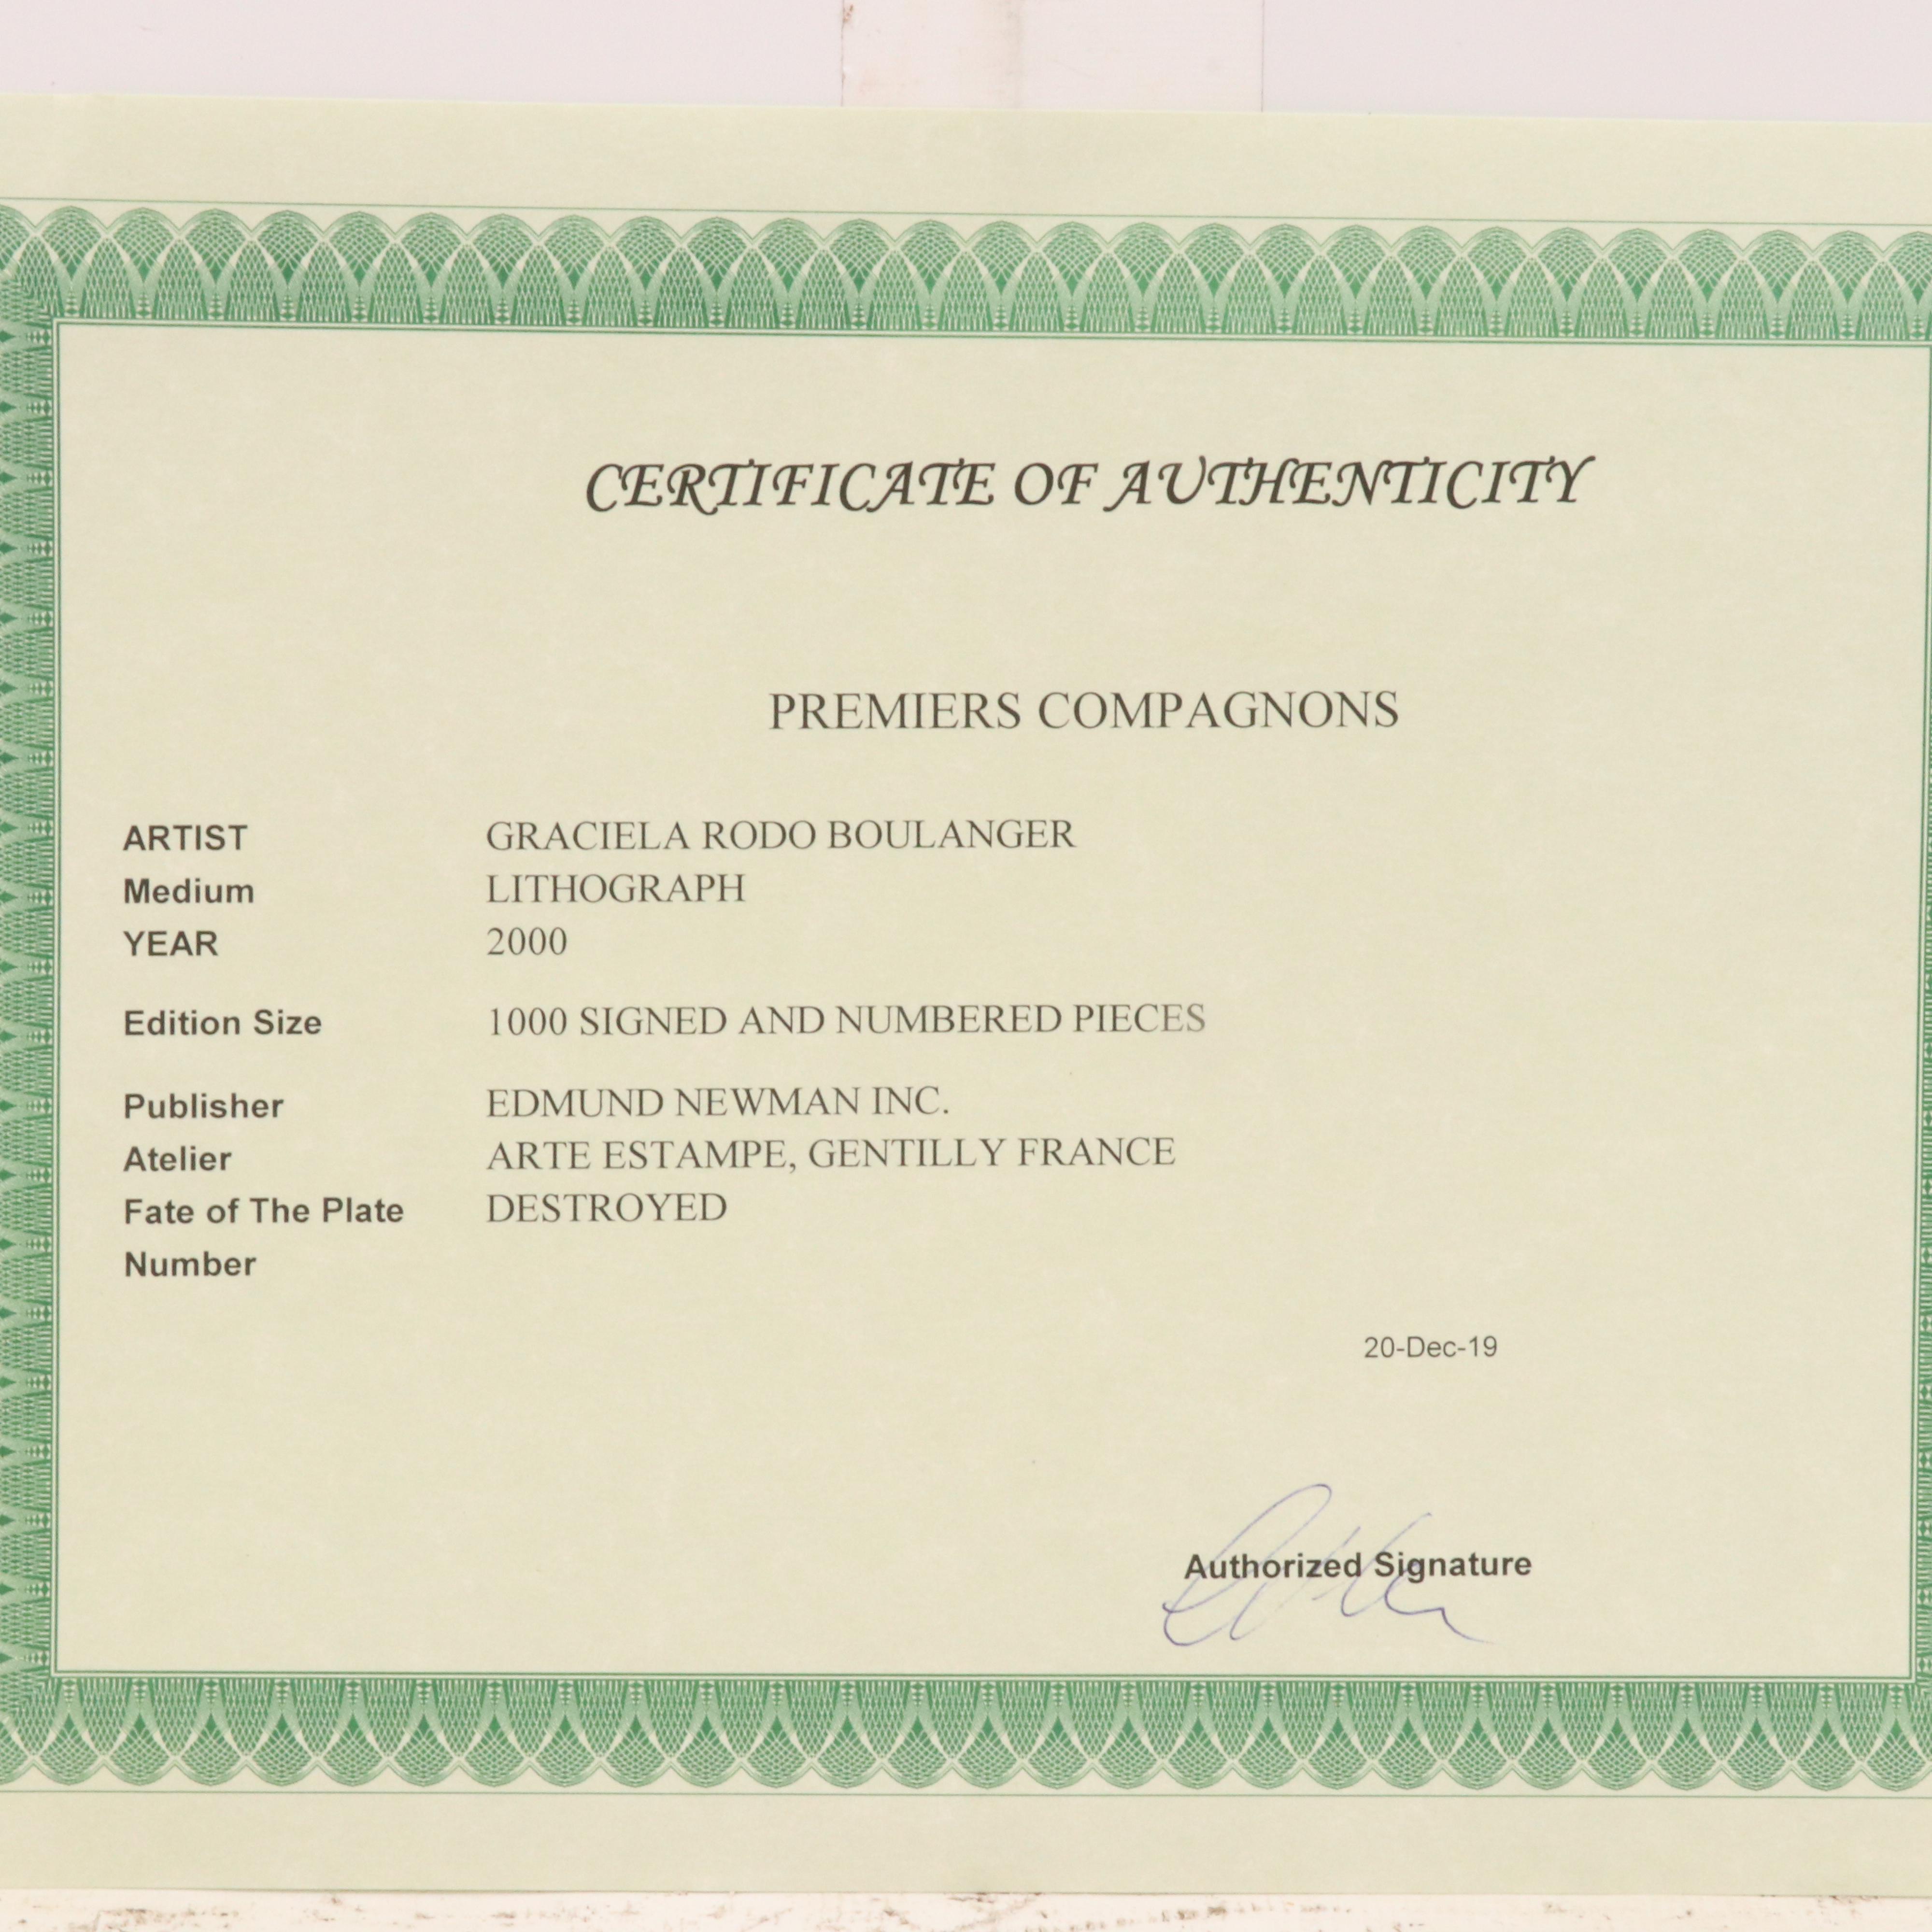 CERTIFICATE OF AUTHENTICITY
PREMIERS COMPAGNONS
ARTIST GRACIELA RODO BOULANGER
Medium LITHOGRAPH
YEAR 2000
Edition Size 1000 SIGNED AND NUMBERED PIECES
Publisher EDMUND NEWMAN INC.
Atelier ARTE ESTAMPE, GENTILLY FRANCE
Fate of The Plate DESTROYED
Number
20-Dec-19
Authorized Signature